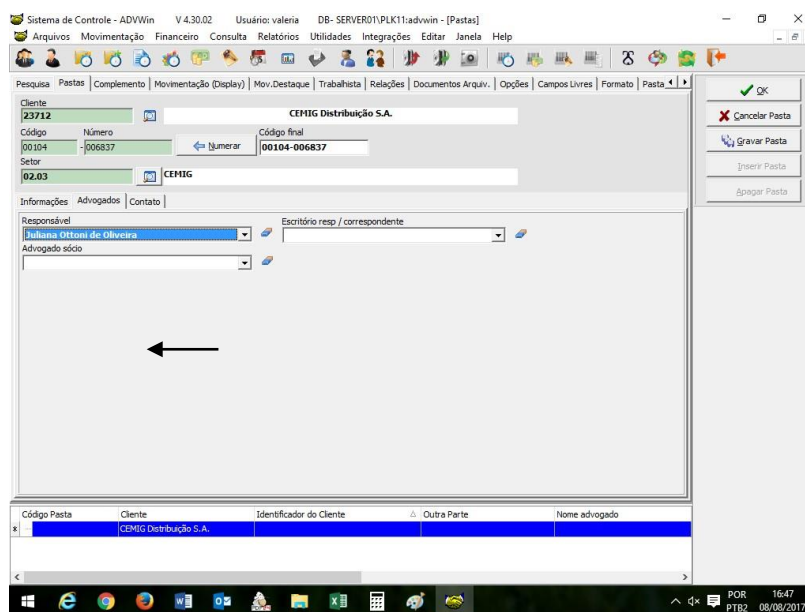 Sistema de Controle - ADVWin V 4.30.02 Usuário: valeria DB- SERVER01\PLK11:advwin - [Pastas]
Arquivos Movimentação Financeiro Consulta Relatórios Utilidades Integrações Editar Janela Help
Pesquisa Pastas Complemento Movimentação (Display) Mov.Destaque Trabalhista Relações Documentos Arquiv. Opções Campos Livres Formato Pasta
OK
Cancelar Pasta
Gravar Pasta
Inserir Pasta
Apagar Pasta
Cliente
23712 CEMIG Distribuição S.A.
Código Número Código final
00104 - 006837 Numerar 00104-006837
Setor
02.03 CEMIG
Informações Advogados Contato
Responsável Escritório resp / correspondente
Juliana Ottoni de Oliveira
Advogado sócio
Código Pasta Cliente Identificador do Cliente Outra Parte Nome advogado
CEMIG Distribuição S.A.
POR 16:47
PTB2 08/08/2017